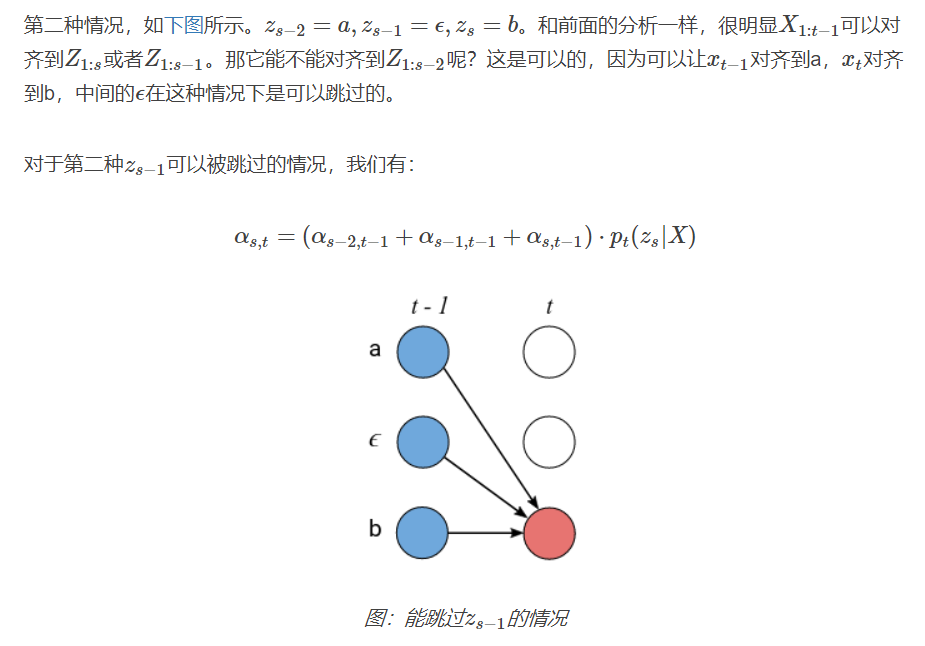 第二种情况，如下图所示。$z_{s-2} = a, z_{s-1} = \epsilon, z_s = b$。和前面的分析一样，很明显$X_{1:t-1}$可以对
齐到$Z_{1:s}$或者$Z_{1:s-1}$。那它能不能对齐到$Z_{1:s-2}$呢？这是可以的，因为可以让$x_{t-1}$对齐到a，$x_t$对齐
到b，中间的$\epsilon$在这种情况下是可以跳过的。
对于第二种$z_{s-1}$可以被跳过的情况，我们有：
$\alpha_{s,t} = (\alpha_{s-2,t-1} + \alpha_{s-1,t-1} + \alpha_{s,t-1}) \cdot p_t(z_s|X)$
t - 1 t
a
ϵ
b
图：能跳过$z_{s-1}$的情况